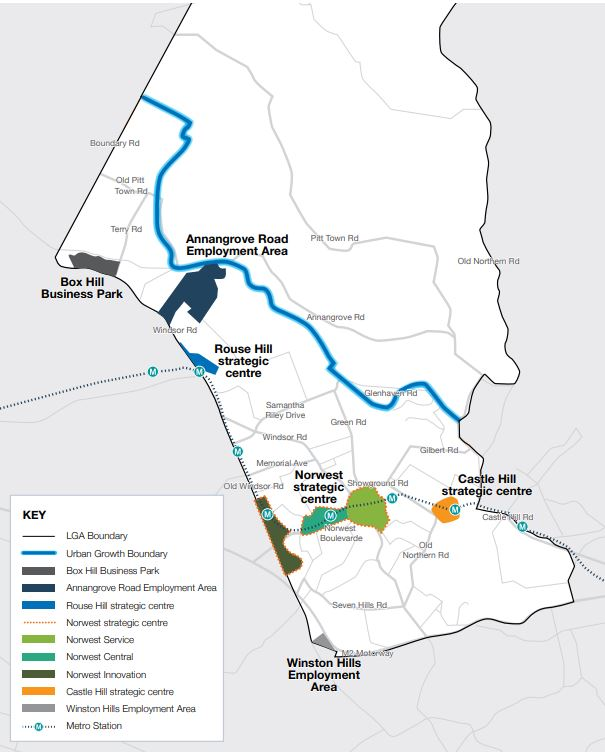 Boundary Rd
Old Pitt
Town Rd
Terry Rd
Annangrove Road
Employment Area
Pitt Town Rd
Old Northern Rd
Box Hill
Business Park
Annangrove Rd
Windsor Rd
Rouse Hill
strategic
centre
M
M
Glenhaven Rd
Samantha
Riley Drive
Green Rd
Windsor Rd
M
Gilbert Rd
Memorial Ave
Norwest
strategic
centre
Old Windsor Rd
Showground Rd
Castle Hill
strategic centre
M
M
M
M
M
Castle Hill Rd
Norwest
Boulevarde
Old
Northern Rd
Seven Hills Rd
M2 Motorway
Winston Hills
Employment
Area
KEY
LGA Boundary
Urban Growth Boundary
Box Hill Business Park
Annangrove Road Employment Area
Rouse Hill strategic centre
Norwest strategic centre
Norwest Service
Norwest Central
Norwest Innovation
Castle Hill strategic centre
Winston Hills Employment Area
M Metro Station